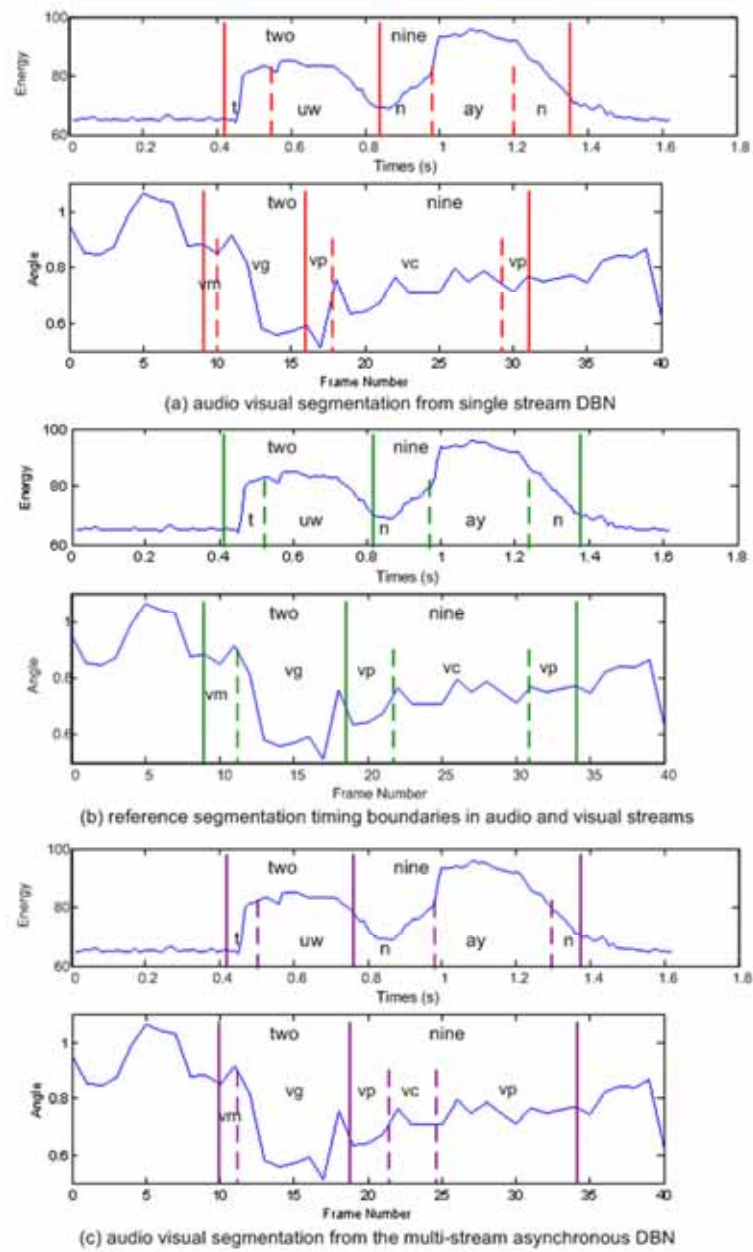 100
two
nine
Energy
80
t
uw
n
ay
n
60
0 0.2 0.4 0.6 0.8 1 1.2 1.4 1.6 1.8
Times (s)
two
nine
1
Angle
0.8
vm
vg
vp
vc
vp
0.6
0 5 10 15 20 25 30 35 40
Frame Number
(a) audio visual segmentation from single stream DBN
100
two
nine
Energy
80
t
uw
n
ay
n
60
0 0.2 0.4 0.6 0.8 1 1.2 1.4 1.6 1.8
Times (s)
two
nine
1
Angle
0.8
vm
vg
vp
vc
vp
0.6
0 5 10 15 20 25 30 35 40
Frame Number
(b) reference segmentation timing boundaries in audio and visual streams
100
two
nine
Energy
80
t
uw
n
ay
n
60
0 0.2 0.4 0.6 0.8 1 1.2 1.4 1.6 1.8
Times (s)
two
nine
1
Angle
0.8
vm
vg
vp
vc
vp
0.6
0 5 10 15 20 25 30 35 40
Frame Number
(c) audio visual segmentation from the multi-stream asynchronous DBN